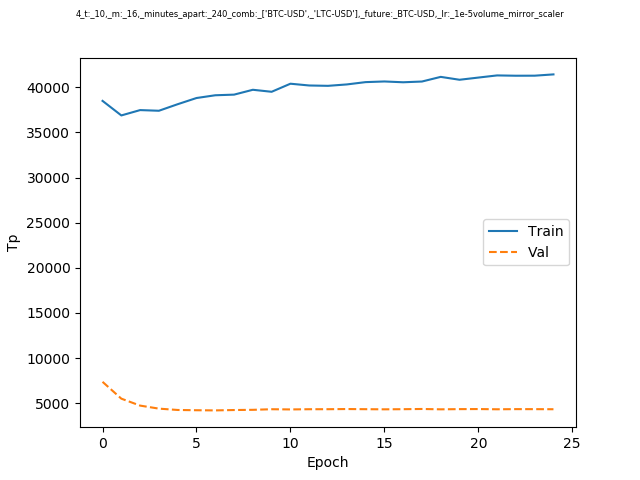 4_t:_10,_m:_16,_minutes_apart:_240_comb:_['BTC-USD',_'LTC-USD'],_future:_BTC-USD,_lr:_1e-5volume_mirror_scaler
40000
35000
30000
25000
20000
15000
10000
5000
Tp
Train
Val
0 5 10 15 20 25
Epoch